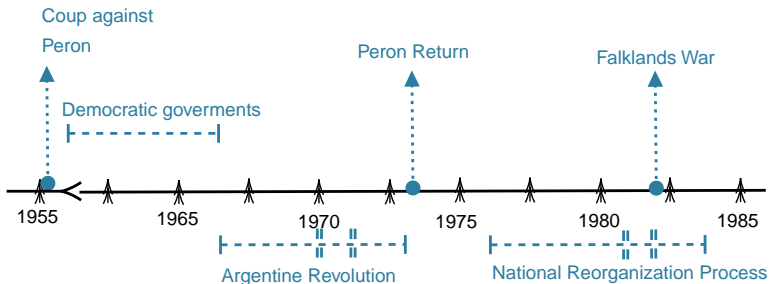 Coup against
Peron
Peron Return
Falklands War
Democratic goverments
1955
1965
1970
1975
1980
1985
Argentine Revolution
National Reorganization Process